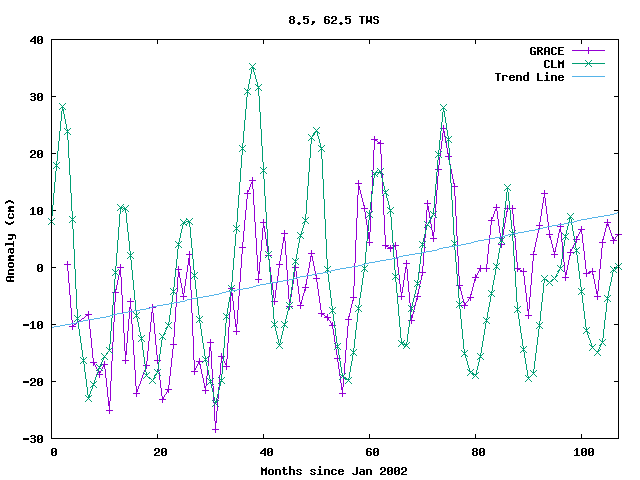 8.5, 62.5 TWS
GRACE
CLM
Trend Line
40
30
20
10
0
-10
-20
-30
Anomaly (cm)
0 20 40 60 80 100
Months since Jan 2002